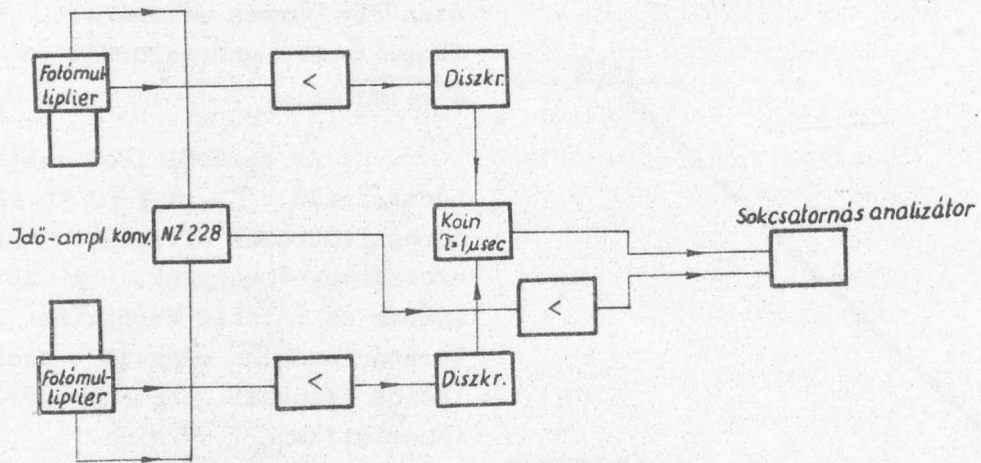 Fotómul-
tiplier
<
Diszkr.
Idő-ampl. konv.
NZ 228
Koin
τ=1μsec
Sokcsatornás analizátor
<
Fotómul-
tiplier
<
Diszkr.